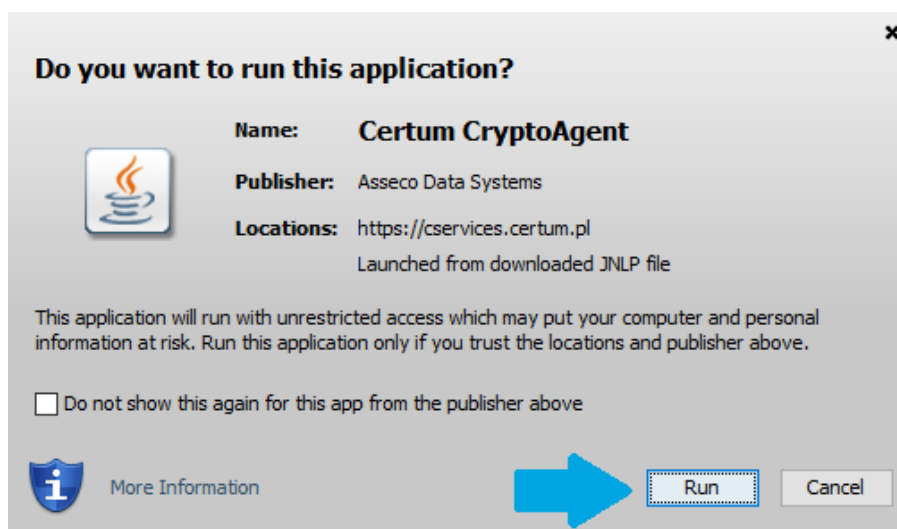 Do you want to run this application?
Name: Certum CryptoAgent
Publisher: Asseco Data Systems
Locations: https://cservices.certum.pl
Launched from downloaded JNLP file
This application will run with unrestricted access which may put your computer and personal
information at risk. Run this application only if you trust the locations and publisher above.
Do not show this again for this app from the publisher above
More Information
Run Cancel